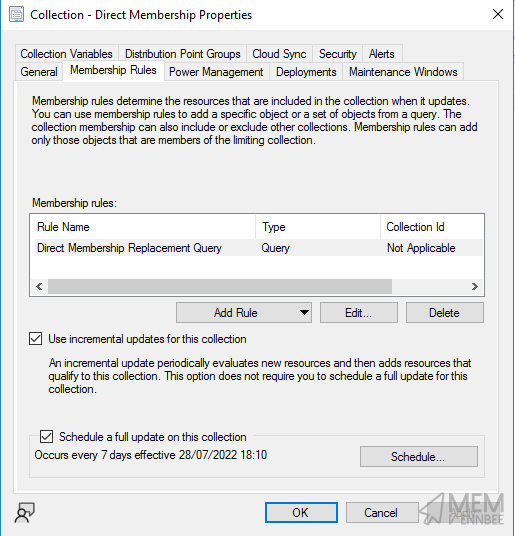 Collection - Direct Membership Properties
Collection Variables Distribution Point Groups Cloud Sync Security Alerts
General Membership Rules Power Management Deployments Maintenance Windows
Membership rules determine the resources that are included in the collection when it updates.
You can use membership rules to add a specific object or a set of objects from a query. The
collection membership can also include or exclude other collections. Membership rules can add
only those objects that are members of the limiting collection.
Membership rules:
Rule Name Type Collection Id
Direct Membership Replacement Query Query Not Applicable
Add Rule Edit... Delete
Use incremental updates for this collection
An incremental update periodically evaluates new resources and then adds resources that
qualify to this collection. This option does not require you to schedule a full update for this
collection.
Schedule a full update on this collection
Occurs every 7 days effective 28/07/2022 18:10
Schedule...
OK Cancel
MEM
ENNBEE